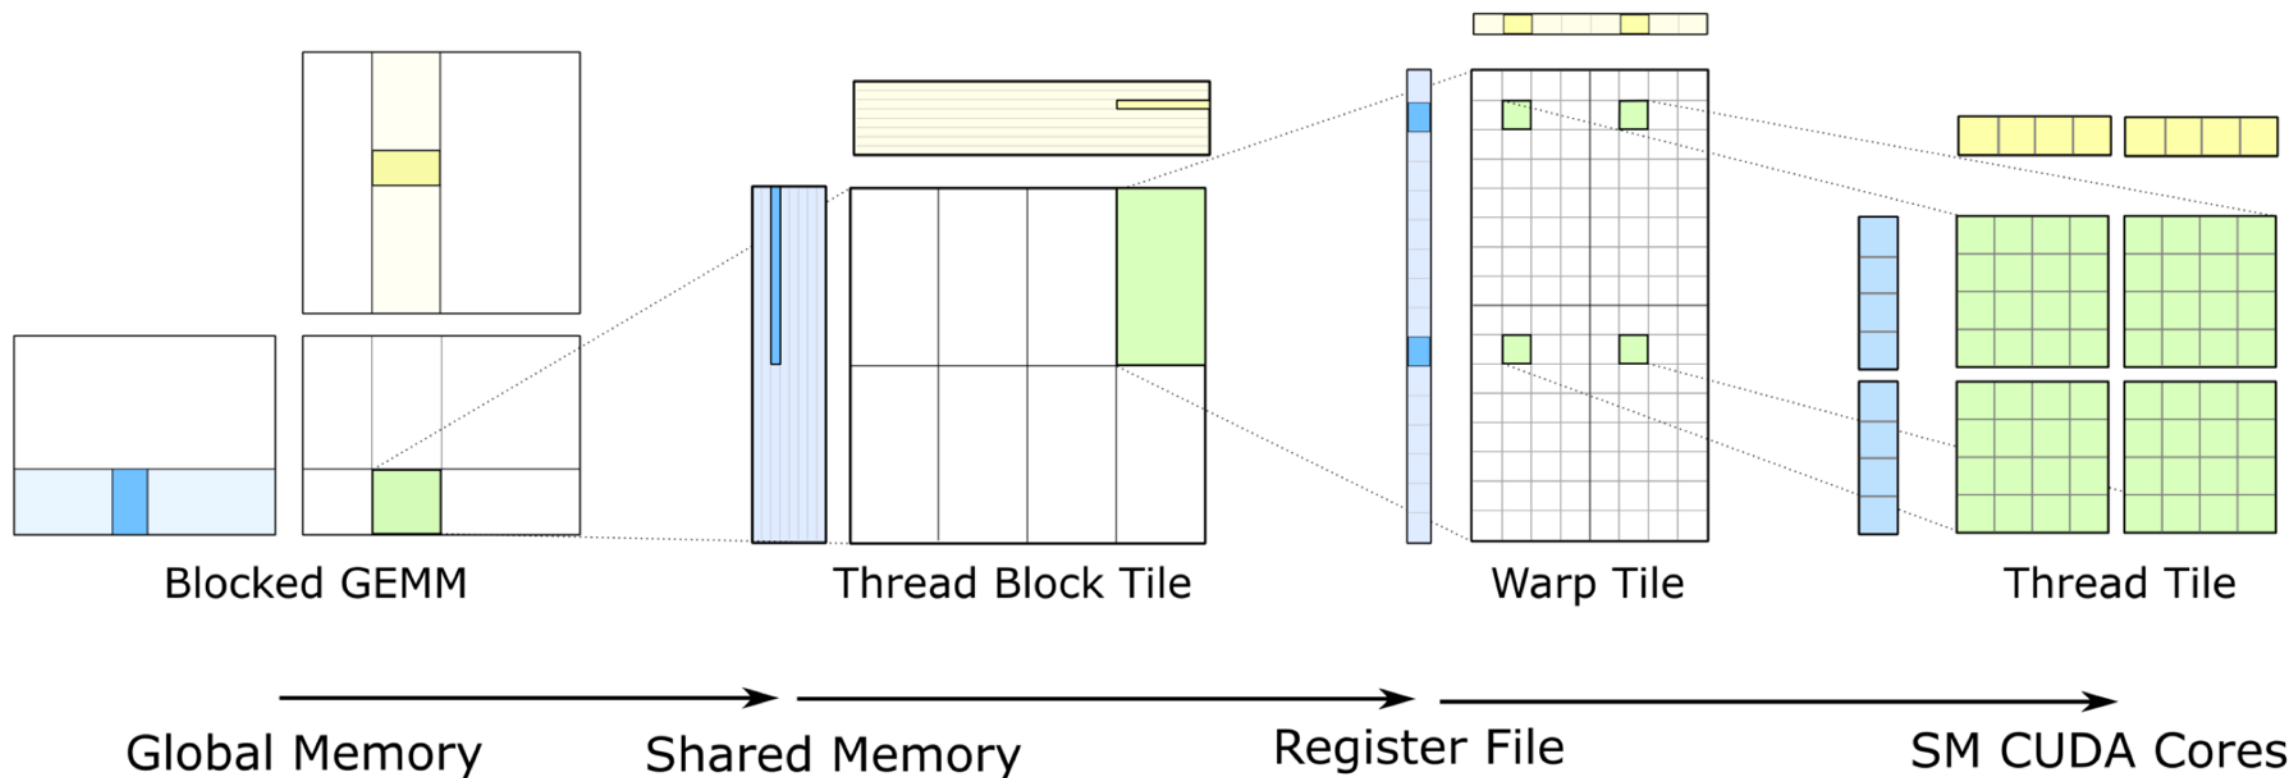 Blocked GEMM
Thread Block Tile
Warp Tile
Thread Tile
Global Memory
Shared Memory
Register File
SM CUDA Cores